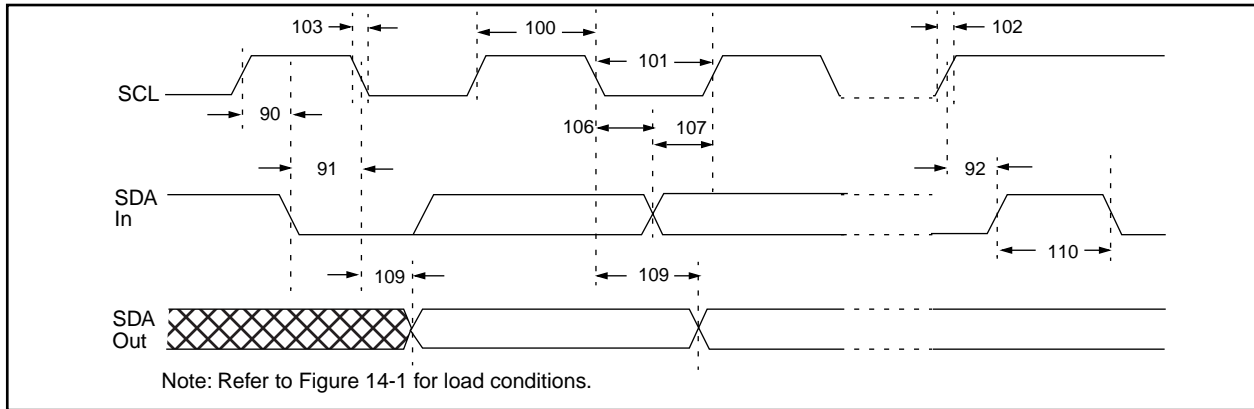 103
100
102
101
SCL
90
106
107
91
92
SDA
In
110
109
109
SDA
Out
Note: Refer to Figure 14-1 for load conditions.